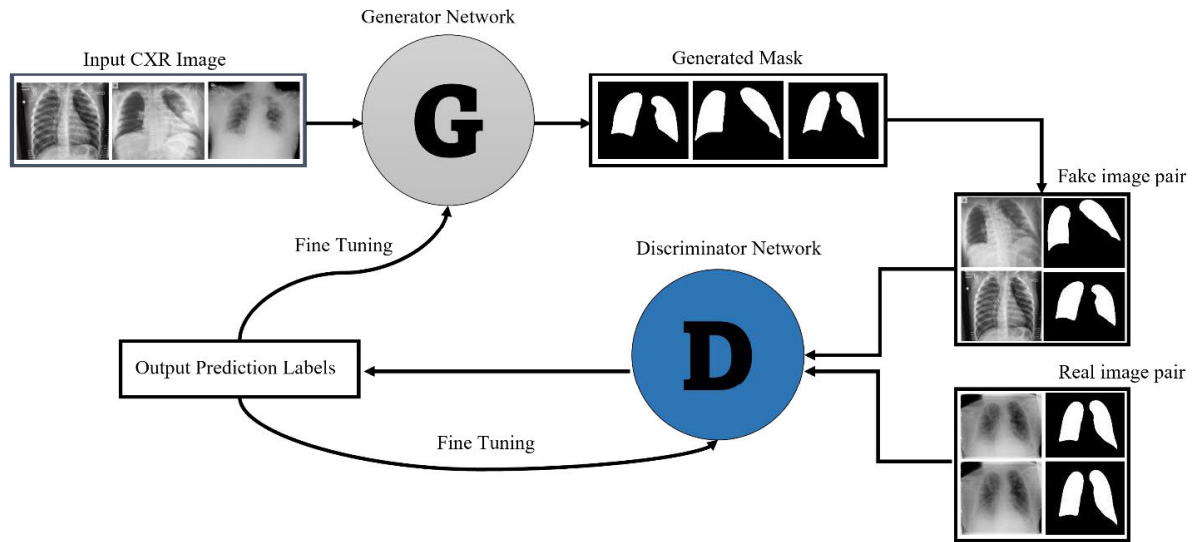 Generator Network
Input CXR Image
Generated Mask
G
Fake image pair
Fine Tuning
Discriminator Network
D
Output Prediction Labels
Real image pair
Fine Tuning